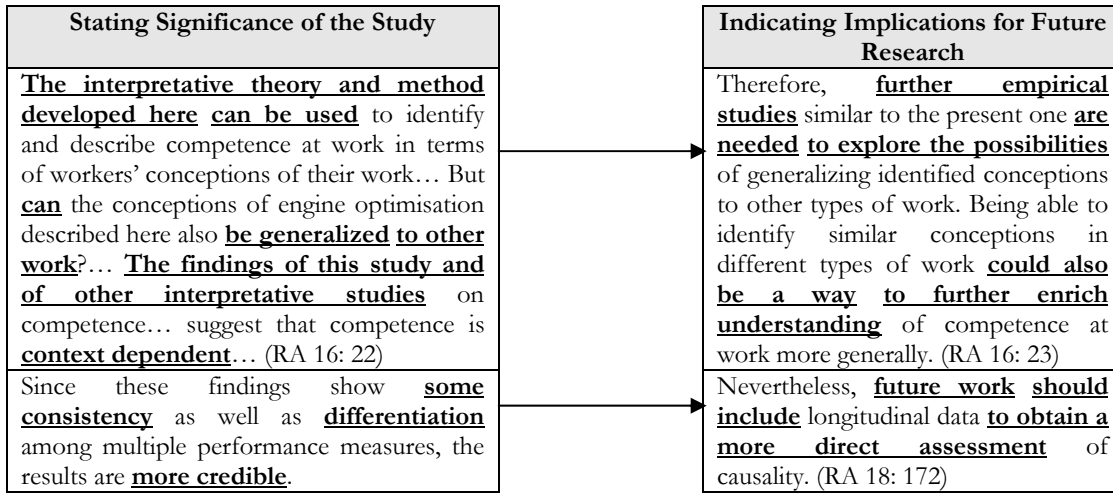 Stating Significance of the Study
The interpretative theory and method
developed here can be used to identify
and describe competence at work in terms
of workers’ conceptions of their work… But
can the conceptions of engine optimisation
described here also be generalized to other
work?… The findings of this study and
of other interpretative studies on
competence… suggest that competence is
context dependent… (RA 16: 22)
Since these findings show some
consistency as well as differentiation
among multiple performance measures, the
results are more credible.
Indicating Implications for Future
Research
Therefore, further empirical
studies similar to the present one are
needed to explore the possibilities
of generalizing identified conceptions
to other types of work. Being able to
identify similar conceptions in
different types of work could also
be a way to further enrich
understanding of competence at
work more generally. (RA 16: 23)
Nevertheless, future work should
include longitudinal data to obtain a
more direct assessment of
causality. (RA 18: 172)